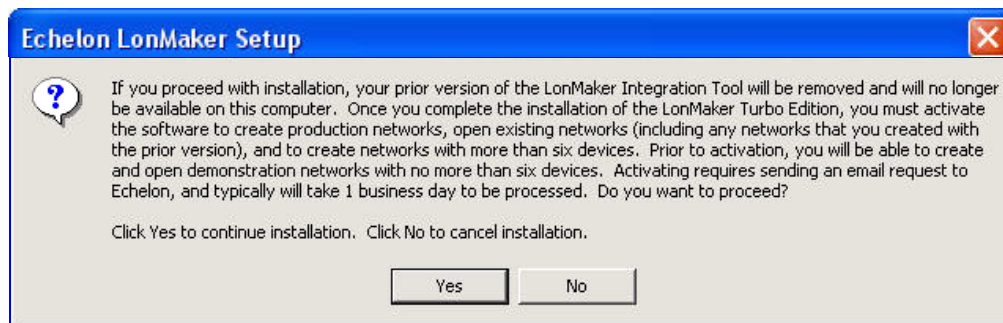 Echelon LonMaker Setup
If you proceed with installation, your prior version of the LonMaker Integration Tool will be removed and will no longer
be available on this computer. Once you complete the installation of the LonMaker Turbo Edition, you must activate
the software to create production networks, open existing networks (including any networks that you created with
the prior version), and to create networks with more than six devices. Prior to activation, you will be able to create
and open demonstration networks with no more than six devices. Activating requires sending an email request to
Echelon, and typically will take 1 business day to be processed. Do you want to proceed?
Click Yes to continue installation. Click No to cancel installation.
Yes No